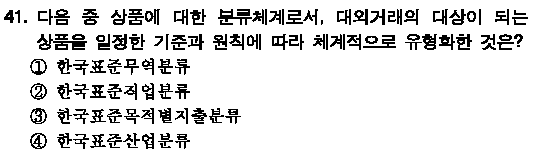 41. 다음 중 상품에 대한 분류체계로서, 대외거래의 대상이 되는
상품을 일정한 기준과 원칙에 따라 체계적으로 유형화한 것은?
① 한국표준무역분류
② 한국표준직업분류
③ 한국표준목적별지출분류
④ 한국표준산업분류